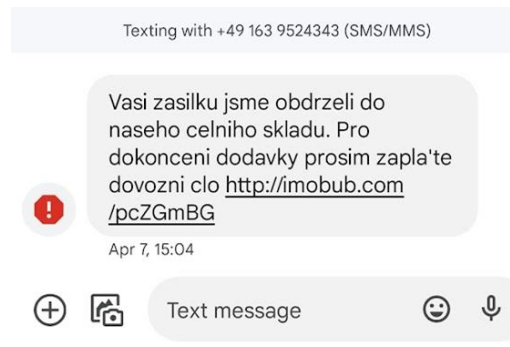 Texting with +49 163 9524343 (SMS/MMS)
Vasi zasilku jsme obdrzeli do
naseho celniho skladu. Pro
dokonceni dodavky prosim zapla'te
dovozni clo http://imobub.com
/pcZGmBG
Apr 7, 15:04
Text message